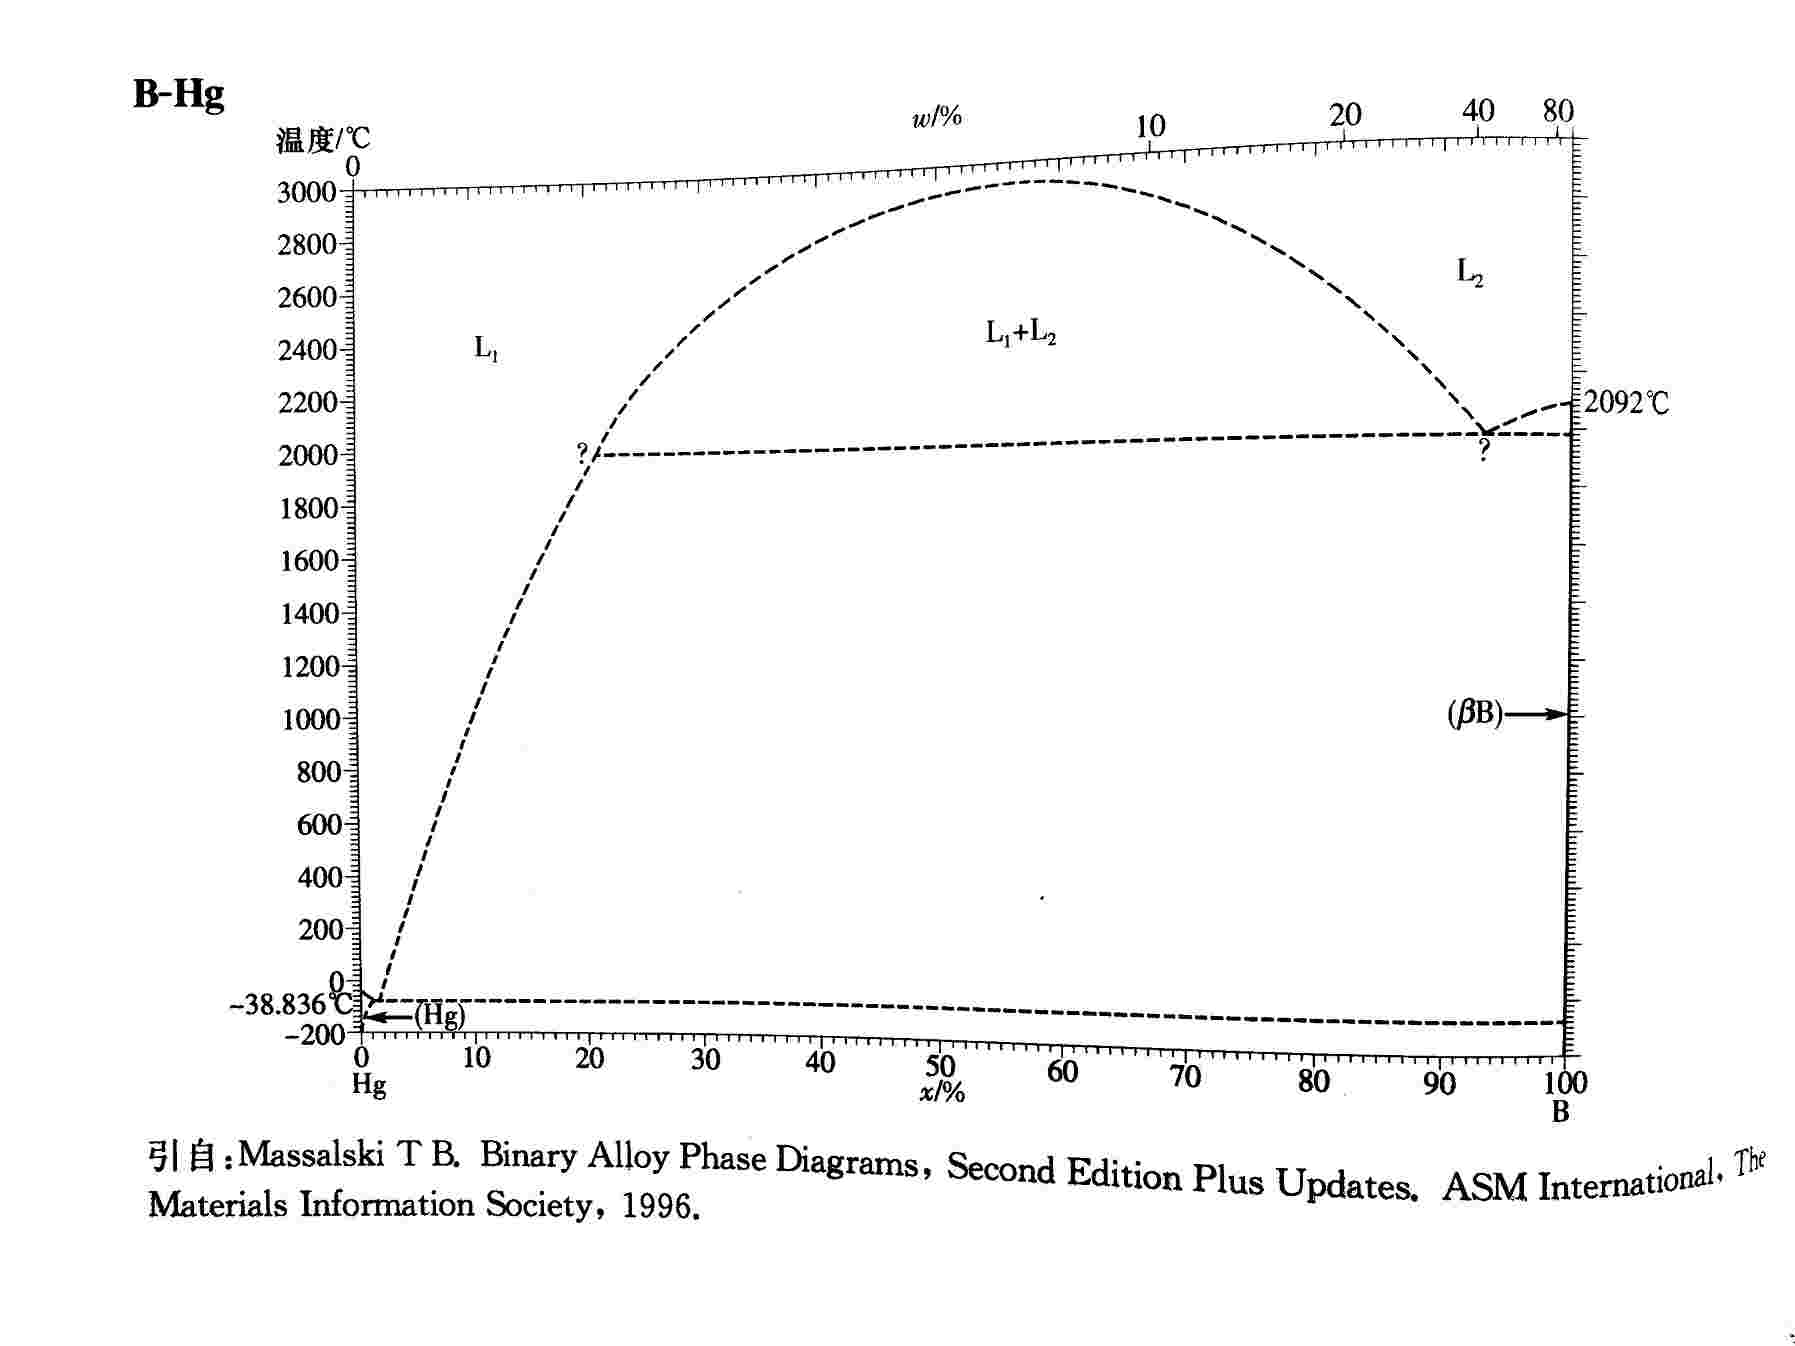 B-Hg
温度/℃
w/%
0 10 20 40 80
3000
2800
2600
2400
2200
2000
1800
1600
1400
1200
1000
800
600
400
200
0
-38.836℃
-200
L₁
L₁+L₂
L₂
2092℃
?
?
(βB)
(Hg)
0 10 20 30 40 50 60 70 80 90 100
Hg
x/%
B
引自:Massalski T B. Binary Alloy Phase Diagrams, Second Edition Plus Updates. ASM International, The
Materials Information Society, 1996.